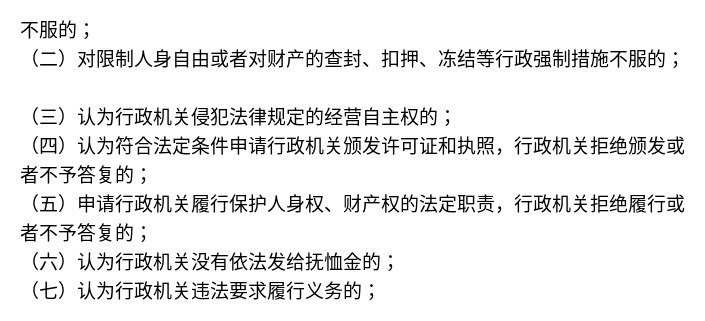 不服的；
（二）对限制人身自由或者对财产的查封、扣押、冻结等行政强制措施不服的；
（三）认为行政机关侵犯法律规定的经营自主权的；
（四）认为符合法定条件申请行政机关颁发许可证和执照，行政机关拒绝颁发或
者不予答复的；
（五）申请行政机关履行保护人身权、财产权的法定职责，行政机关拒绝履行或
者不予答复的；
（六）认为行政机关没有依法发给抚恤金的；
（七）认为行政机关违法要求履行义务的；